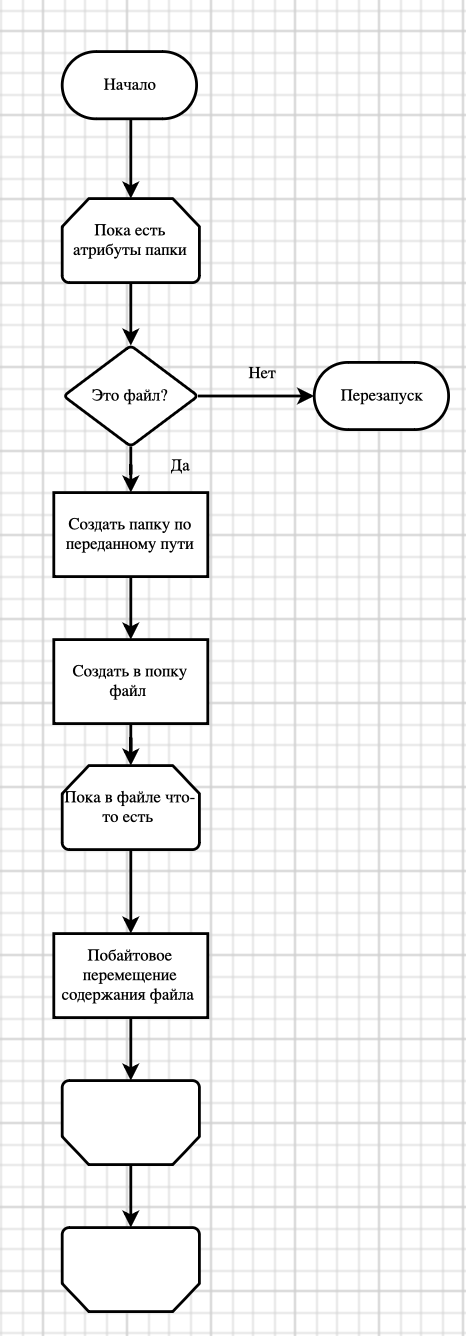 Начало
Пока есть
атрибуты папки
Это файл?
Нет
Перезапуск
Да
Создать папку по
переданному пути
Создать в попку
файл
Пока в файле что-
то есть
Побайтовое
перемещение
содержания файла